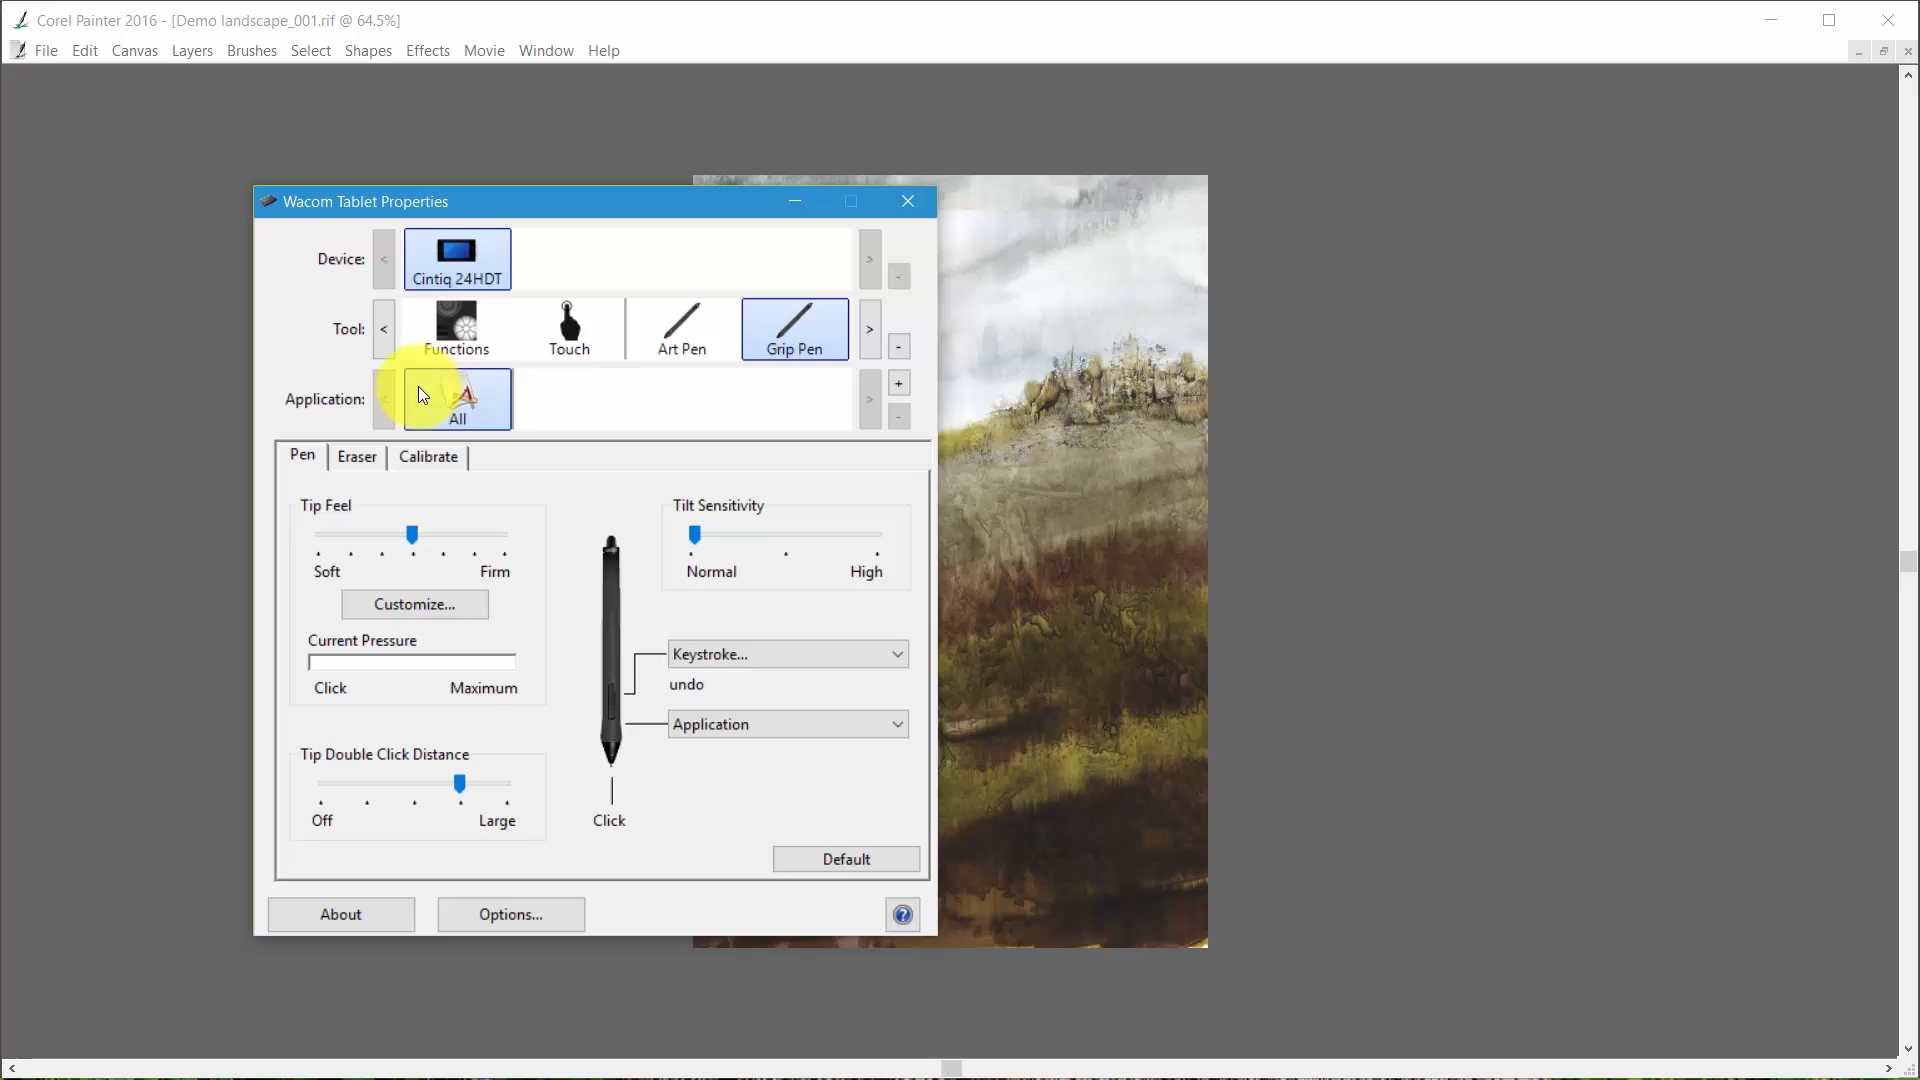 Corel Painter 2016 - [Demo landscape_001.rif @ 64.5%]
File Edit Canvas Layers Brushes Select Shapes Effects Movie Window Help
Wacom Tablet Properties
Device: < Cintiq 24HDT > -
Tool: < Functions Touch Art Pen Grip Pen > -
Application: < All > + -
Pen Eraser Calibrate
Tip Feel
Soft Firm
Customize...
Current Pressure
Click Maximum
Tip Double Click Distance
Off Large
Tilt Sensitivity
Normal High
Keystroke...
undo
Application
Click
Default
About Options... ?